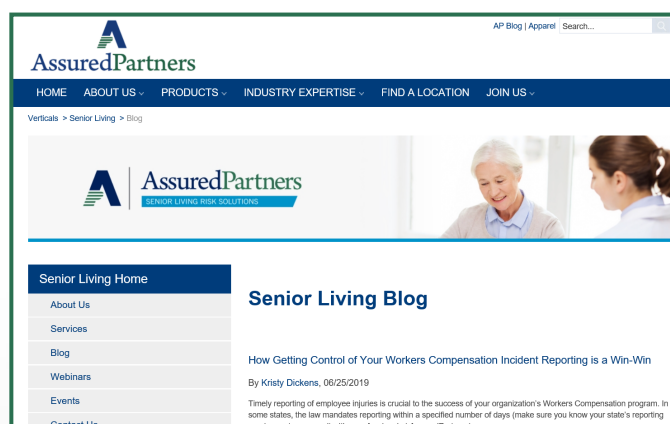 AP Blog | Apparel Search...
AssuredPartners
HOME ABOUT US PRODUCTS INDUSTRY EXPERTISE FIND A LOCATION JOIN US
Verticals > Senior Living > Blog
AssuredPartners
SENIOR LIVING RISK SOLUTIONS
Senior Living Home
About Us
Services
Blog
Webinars
Events
Contact Us
Senior Living Blog
How Getting Control of Your Workers Compensation Incident Reporting is a Win-Win
By Kristy Dickens, 06/25/2019
Timely reporting of employee injuries is crucial to the success of your organization's Workers Compensation program. In
some states, the law mandates reporting within a specified number of days (make sure you know your state's reporting